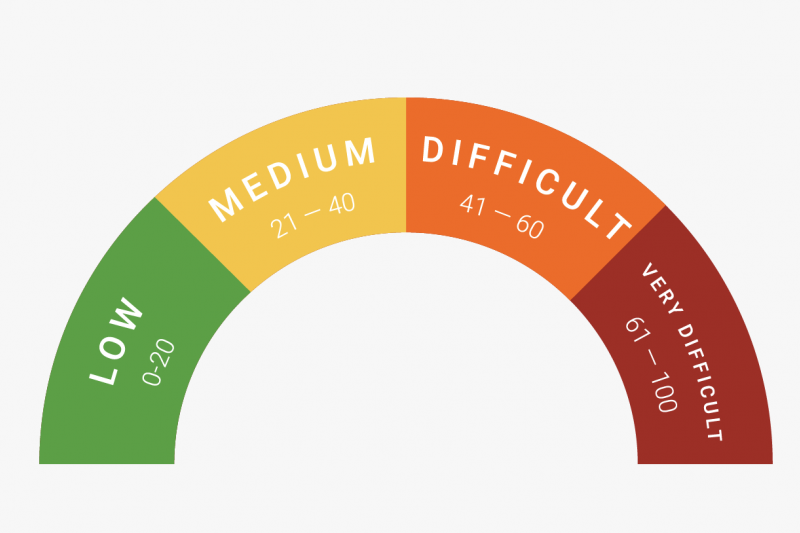 LOW
0-20
MEDIUM
21 — 40
DIFFICULT
41 — 60
VERY DIFFICULT
61 — 100